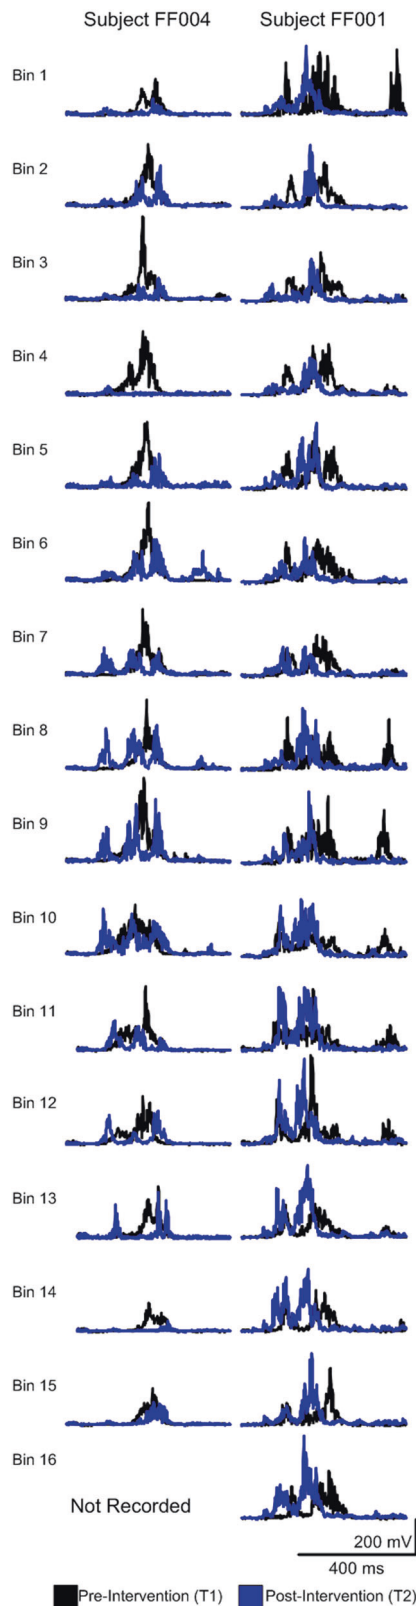 Subject FF004 Subject FF001
Bin 1
Bin 2
Bin 3
Bin 4
Bin 5
Bin 6
Bin 7
Bin 8
Bin 9
Bin 10
Bin 11
Bin 12
Bin 13
Bin 14
Bin 15
Bin 16
Not Recorded
200 mV
400 ms
Pre-Intervention (T1) Post-Intervention (T2)